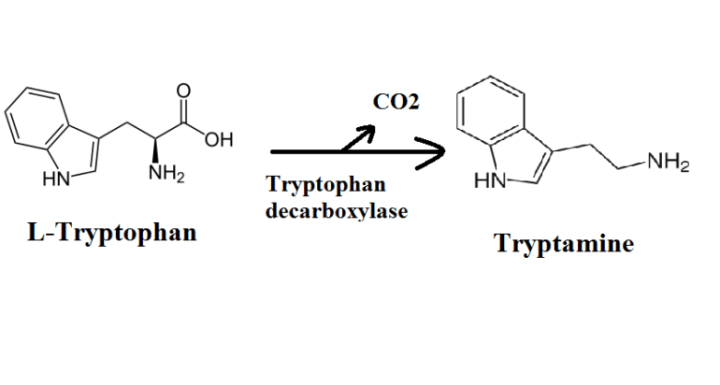 O
OH
NH2
HN
L-Tryptophan
CO2
Tryptophan
decarboxylase
NH2
HN
Tryptamine